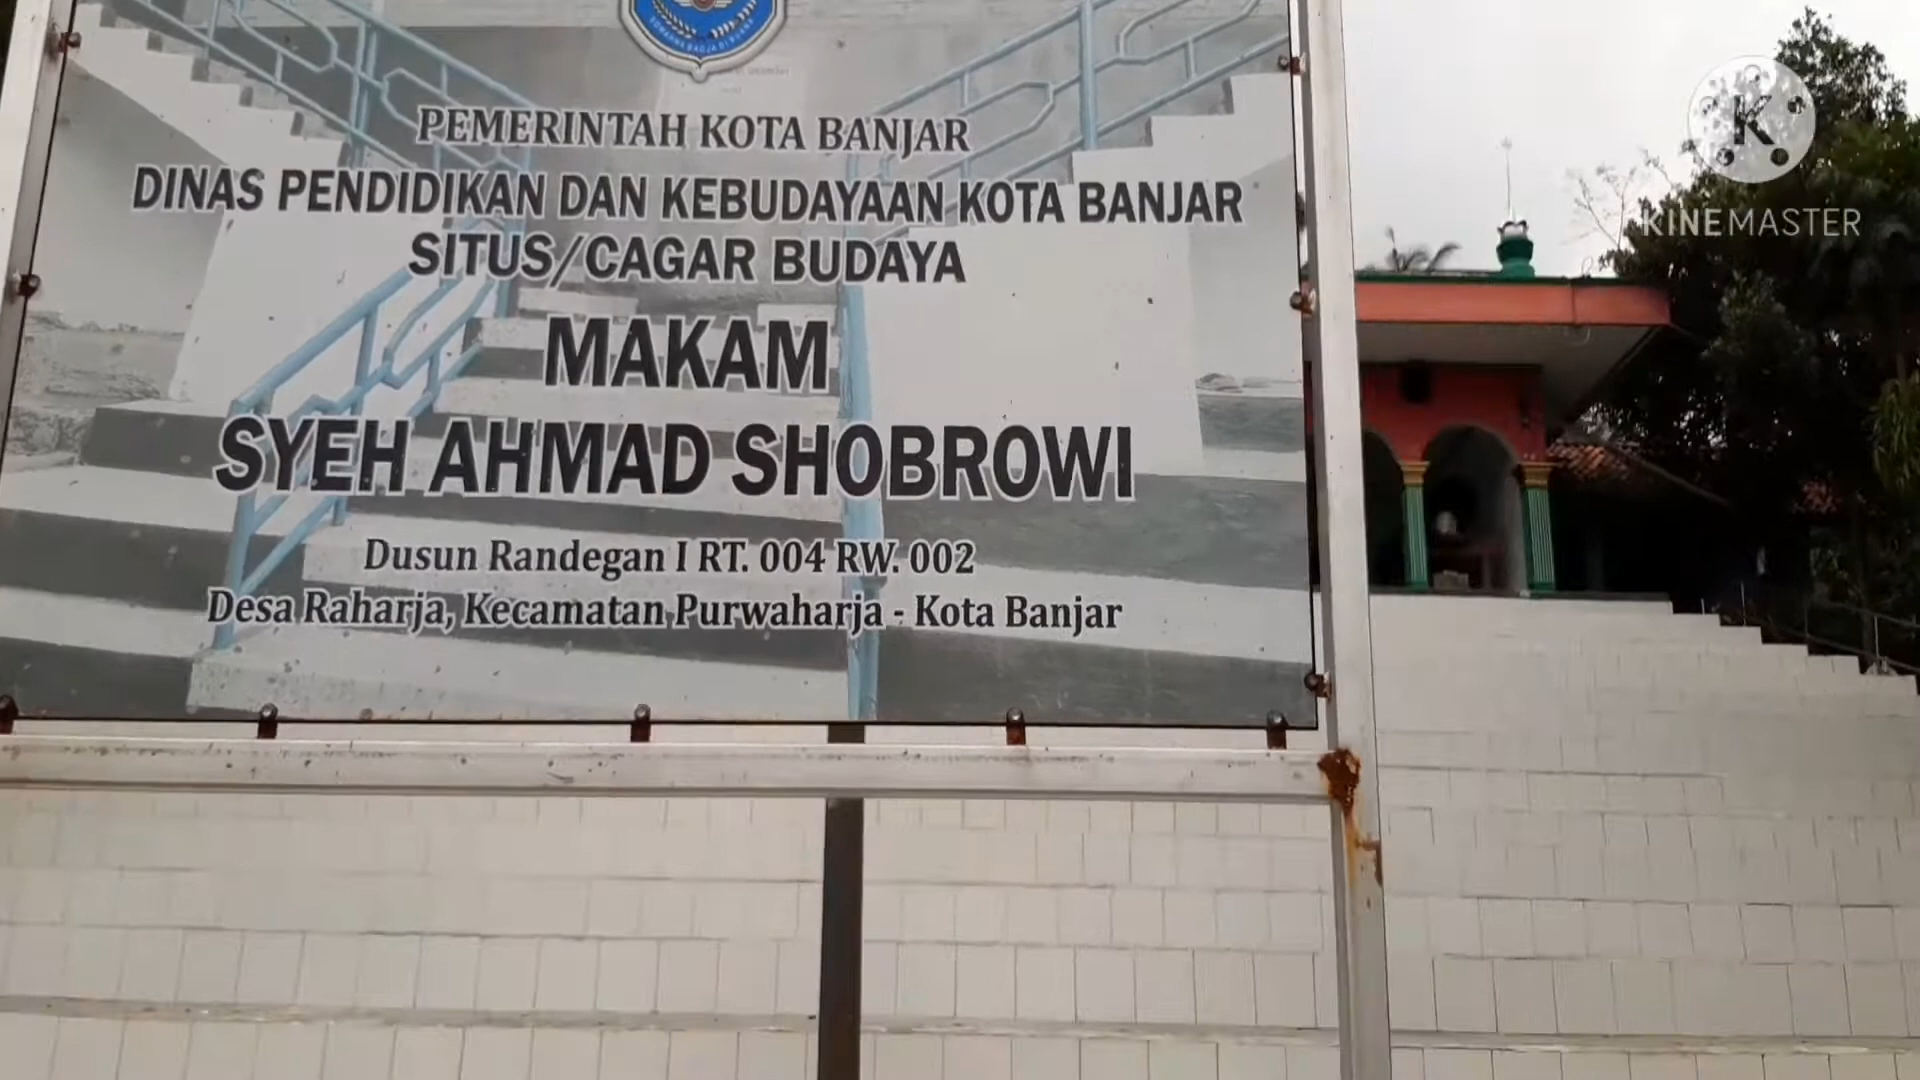 PEMERINTAH KOTA BANJAR
DINAS PENDIDIKAN DAN KEBUDAYAAN KOTA BANJAR
SITUS/CAGAR BUDAYA
MAKAM
SYEH AHMAD SHOBROWI
Dusun Randegan I RT. 004 RW. 002
Desa Raharja, Kecamatan Purwaharja - Kota Banjar
K
KINEMASTER